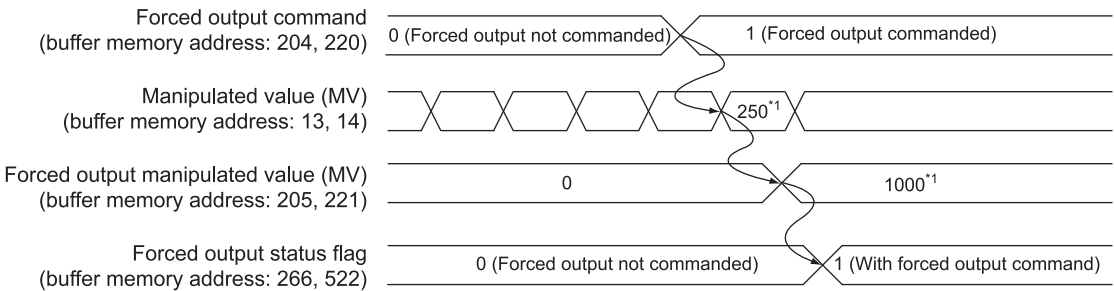 Forced output command
(buffer memory address: 204, 220)
0 (Forced output not commanded)
1 (Forced output commanded)
Manipulated value (MV)
(buffer memory address: 13, 14)
250*1
Forced output manipulated value (MV)
(buffer memory address: 205, 221)
0
1000*1
Forced output status flag
(buffer memory address: 266, 522)
0 (Forced output not commanded)
1 (With forced output command)